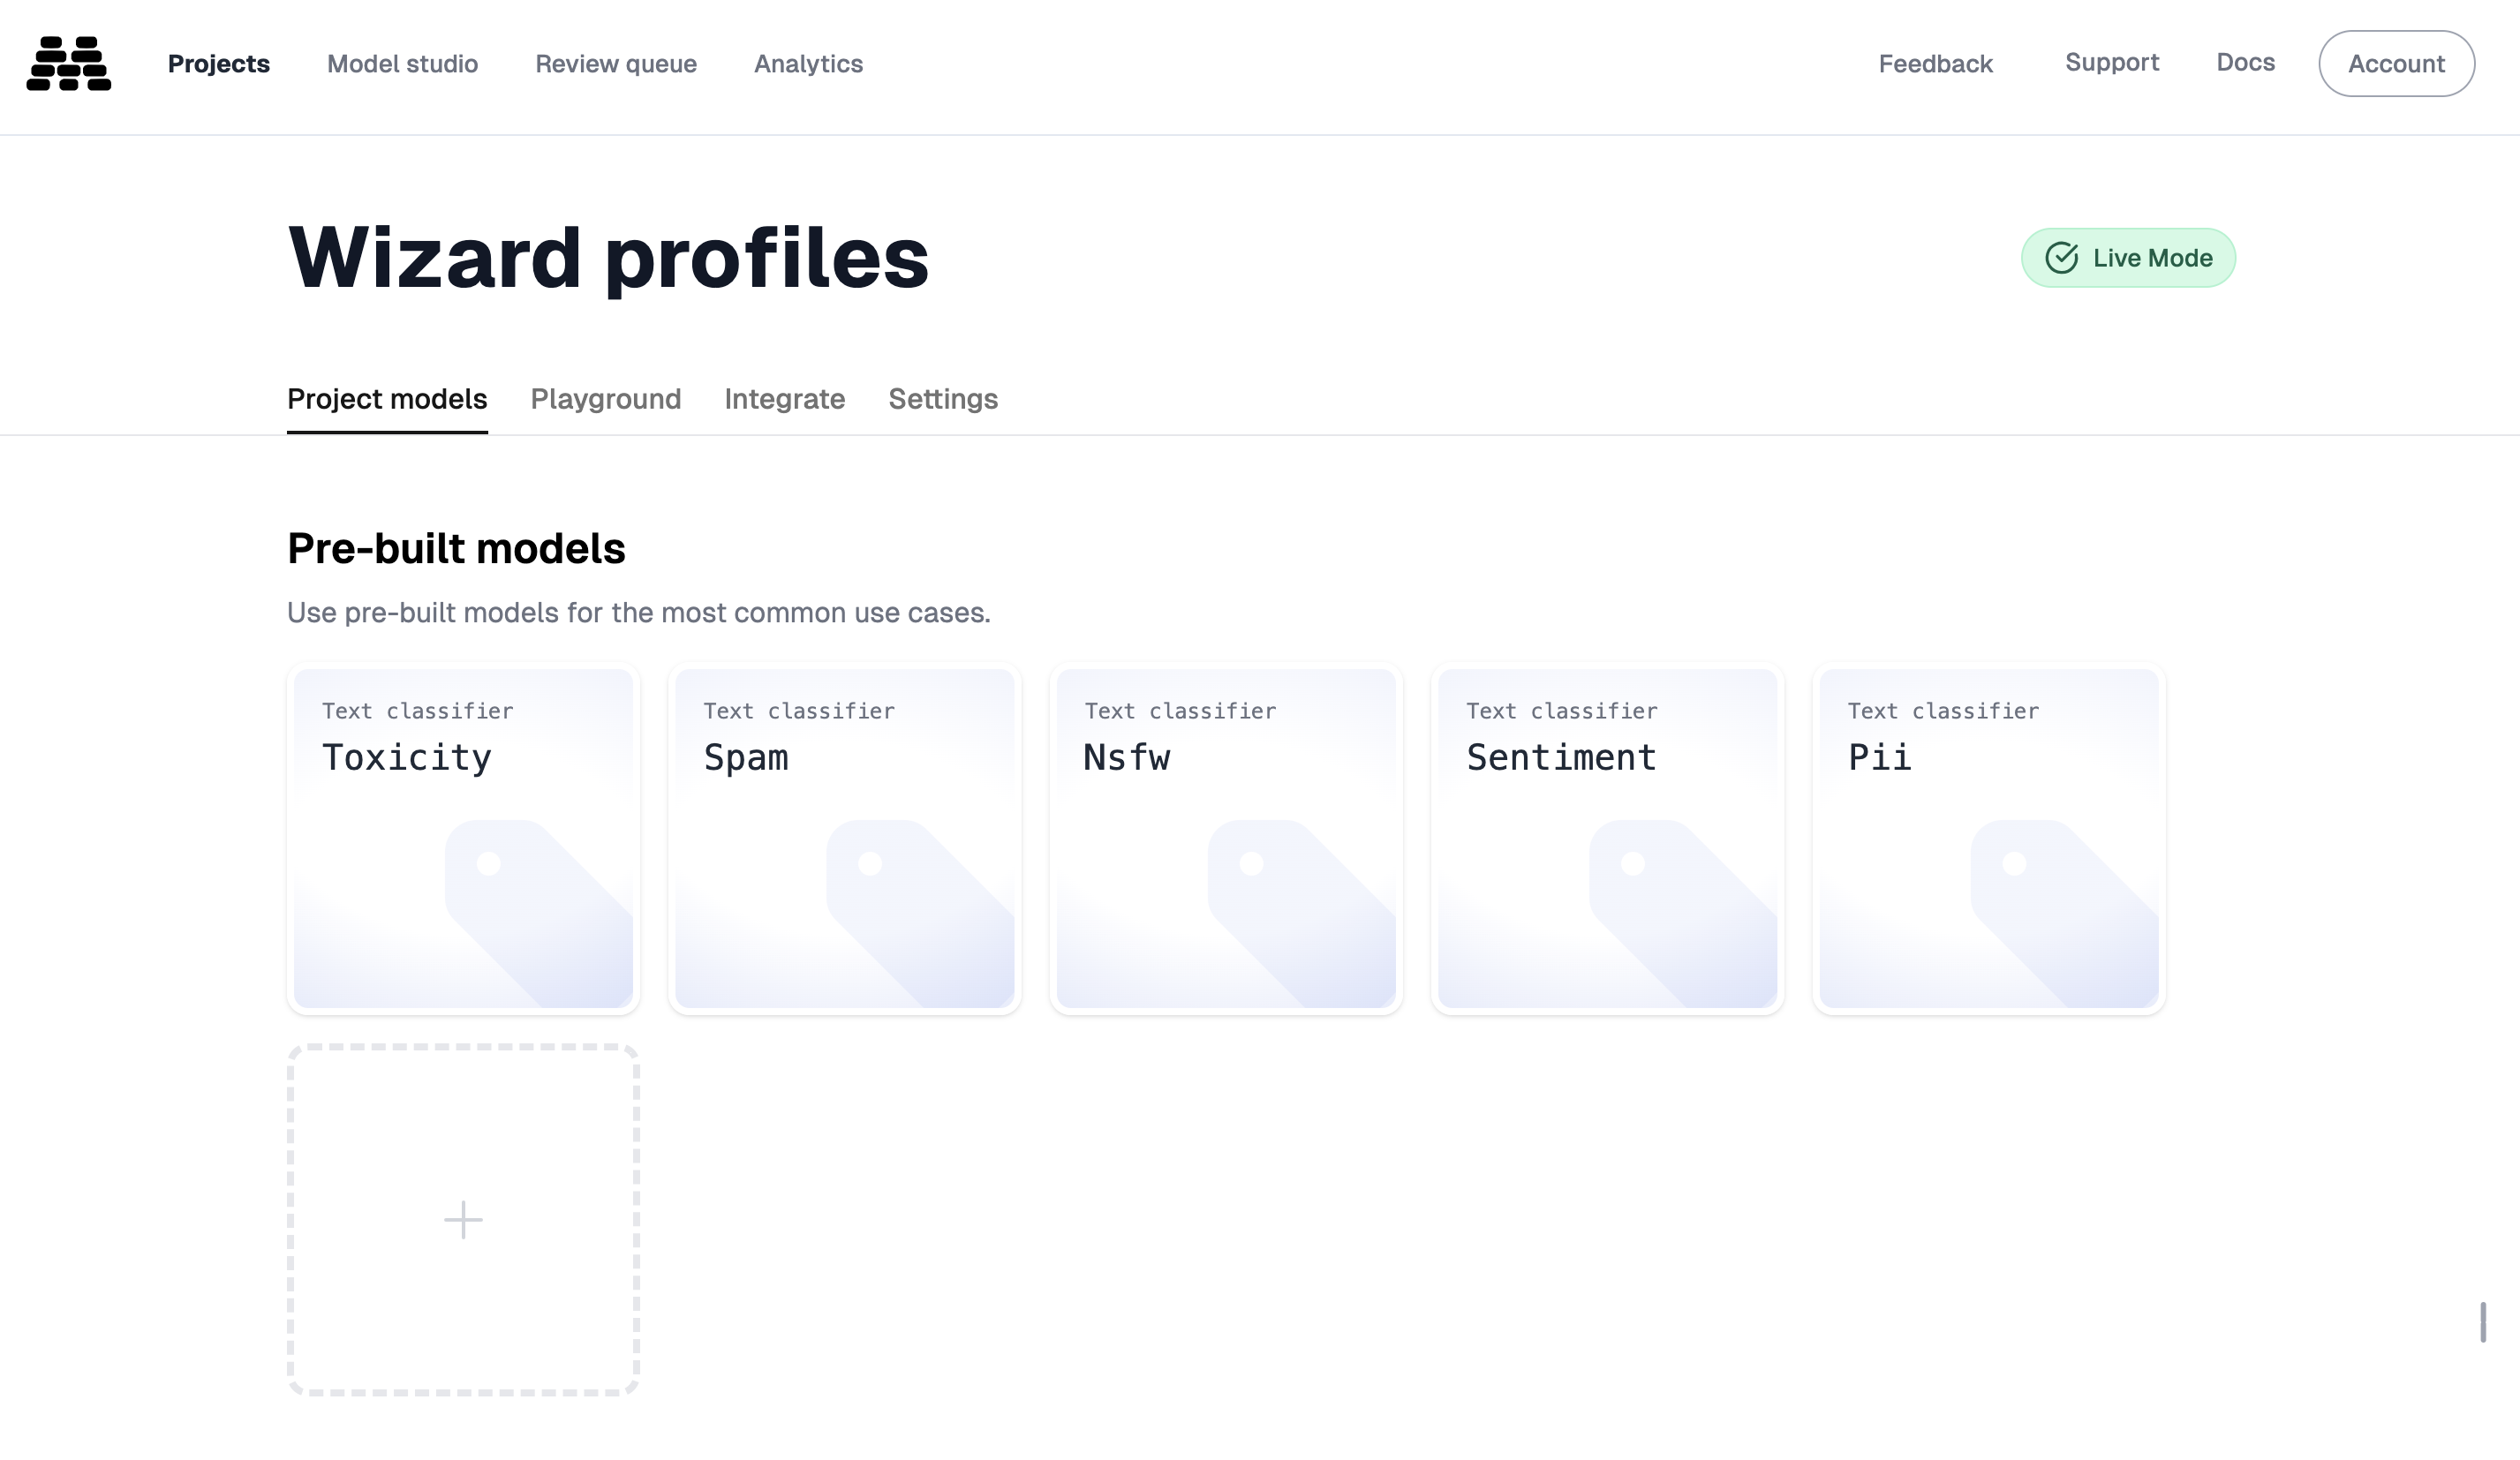 Projects Model studio Review queue Analytics Feedback Support Docs Account
Wizard profiles
Live Mode
Project models Playground Integrate Settings
Pre-built models
Use pre-built models for the most common use cases.
Text classifier
Toxicity
Text classifier
Spam
Text classifier
Nsfw
Text classifier
Sentiment
Text classifier
Pii